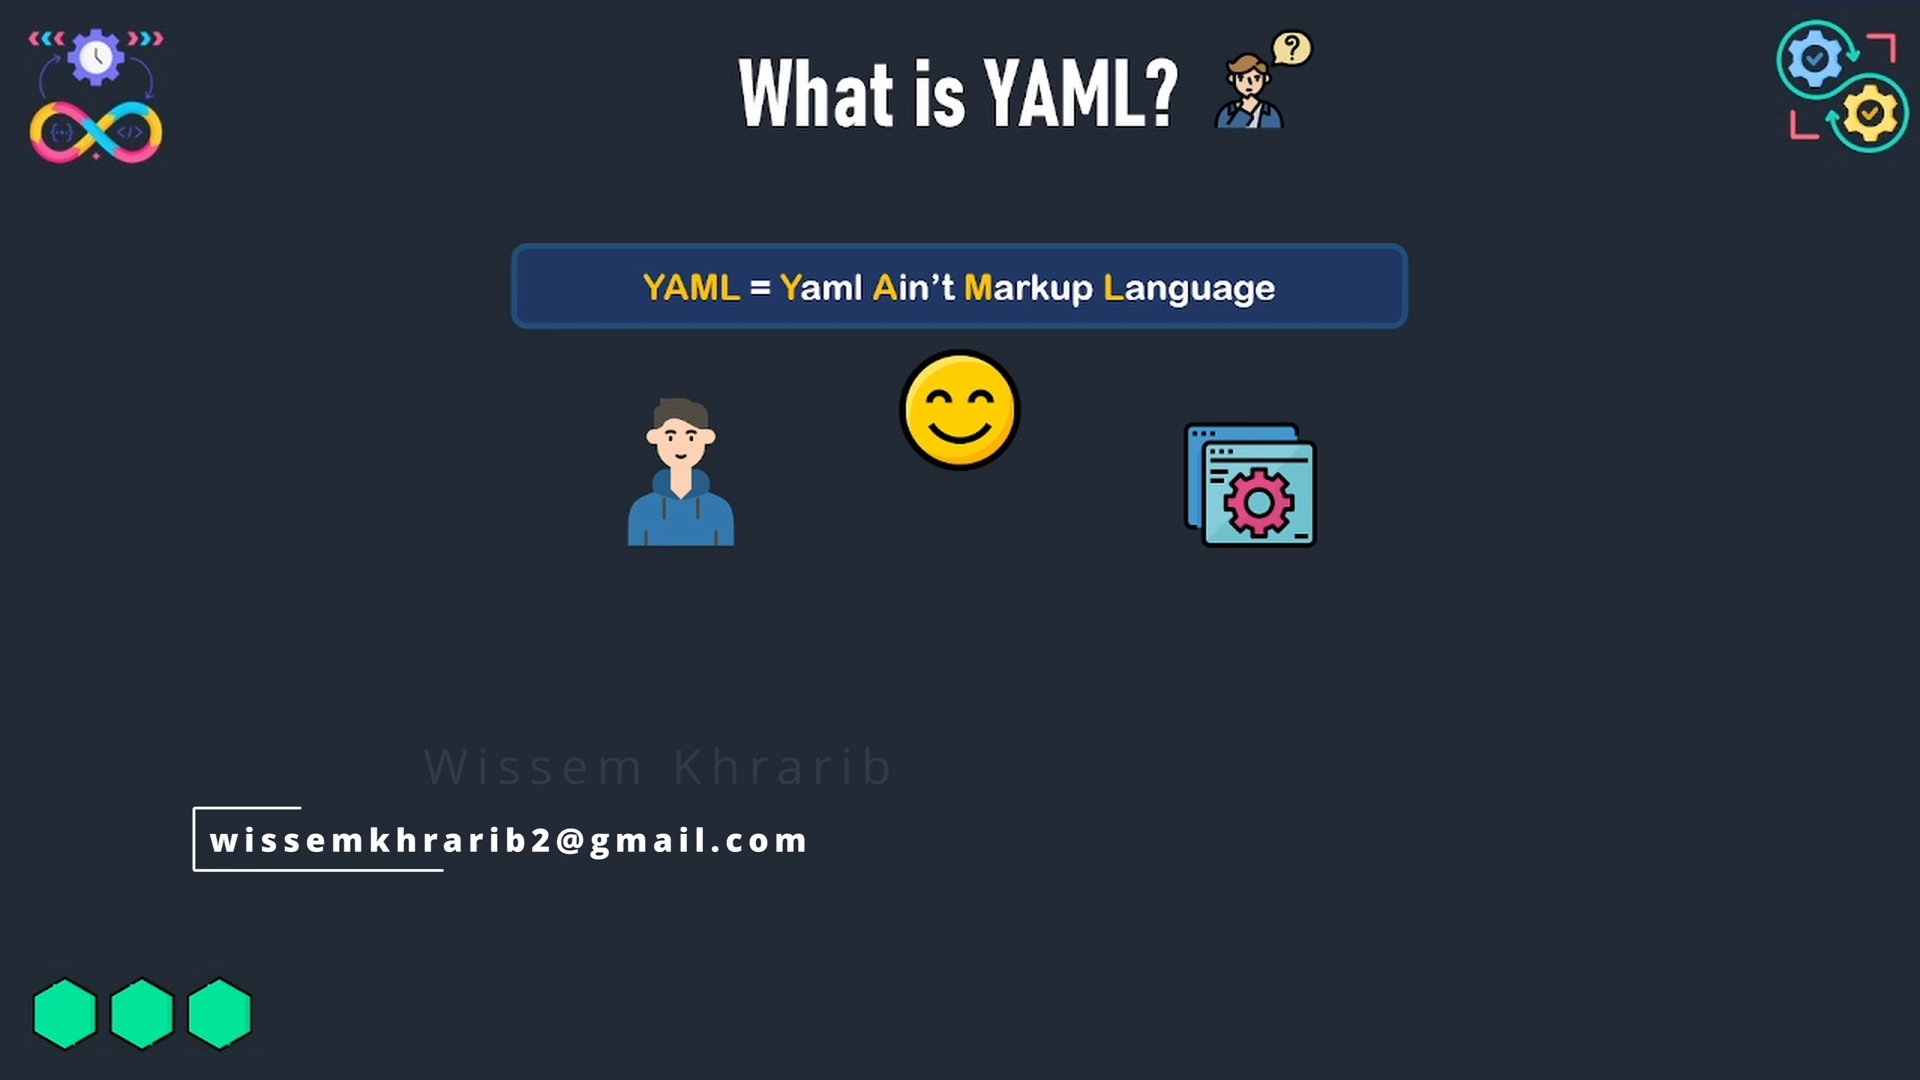 What is YAML?
YAML = Yaml Ain't Markup Language
Wissem Khrarib
wissemkhrarib2@gmail.com